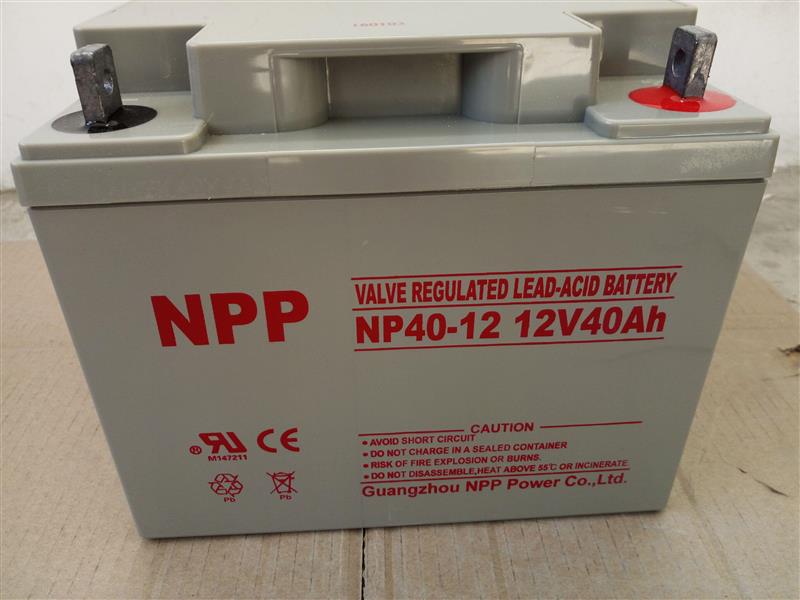 160103
NPP
VALVE REGULATED LEAD-ACID BATTERY
NP40-12 12V40Ah
CAUTION
• AVOID SHORT CIRCUIT
• DO NOT CHARGE IN A SEALED CONTAINER
• RISK OF FIRE EXPLOSION OR BURNS.
• DO NOT DISASSEMBLE,HEAT ABOVE 55℃ OR INCINERATE.
Guangzhou NPP Power Co.,Ltd.
® RU CE
M147211
Pb Pb